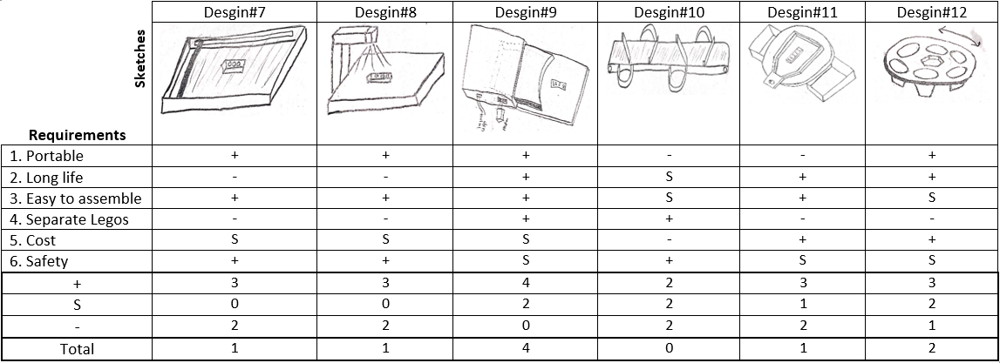 Desgin#7 Desgin#8 Desgin#9 Desgin#10 Desgin#11 Desgin#12
Sketches
Requirements
1. Portable + + + - - +
2. Long life - - + S + +
3. Easy to assemble + + + S + S
4. Separate Legos - - + + - -
5. Cost S S S - + +
6. Safety + + S + S S
+ 3 3 4 2 3 3
S 0 0 2 2 1 2
- 2 2 0 2 2 1
Total 1 1 4 0 1 2